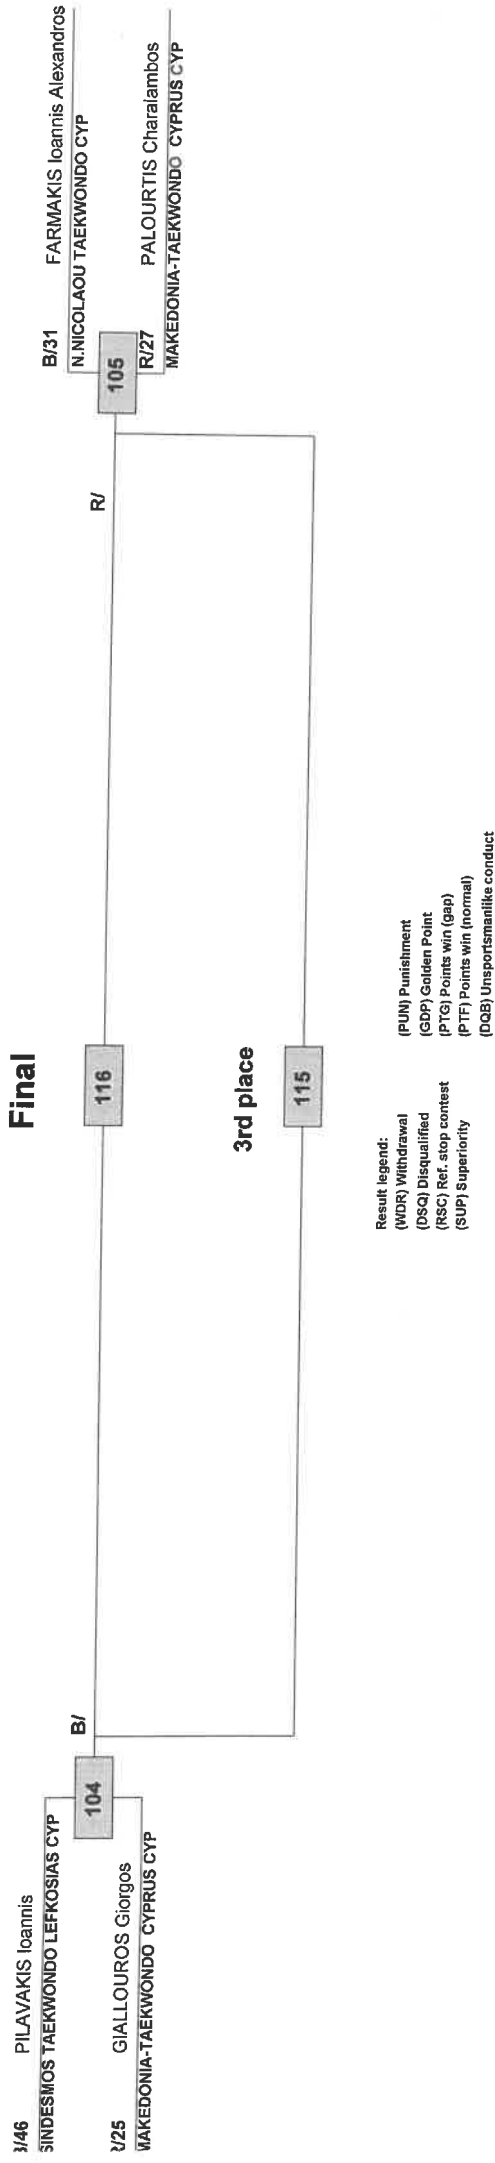 Final
3/46 PILAVAKIS Ioannis
SINDESMOS TAEKWONDO LEFKOSIAS CYP
104
B/
116
R/
105
B/31 FARMAKIS Ioannis Alexandros
N.NICOLAOU TAEKWONDO CYP
R/27 PALOURTIS Charalambos
MAKEDONIA-TAEKWONDO CYPRUS CYP
/25 GIALLOUROS Giorgos
MAKEDONIA-TAEKWONDO CYPRUS CYP
3rd place
115
Result legend:
(WDR) Withdrawal
(DSQ) Disqualified
(RSC) Ref. stop contest
(SUP) Superiority
(PUN) Punishment
(GDP) Golden Point
(PTG) Points win (gap)
(PTF) Points win (normal)
(DQB) Unsportsmanlike conduct